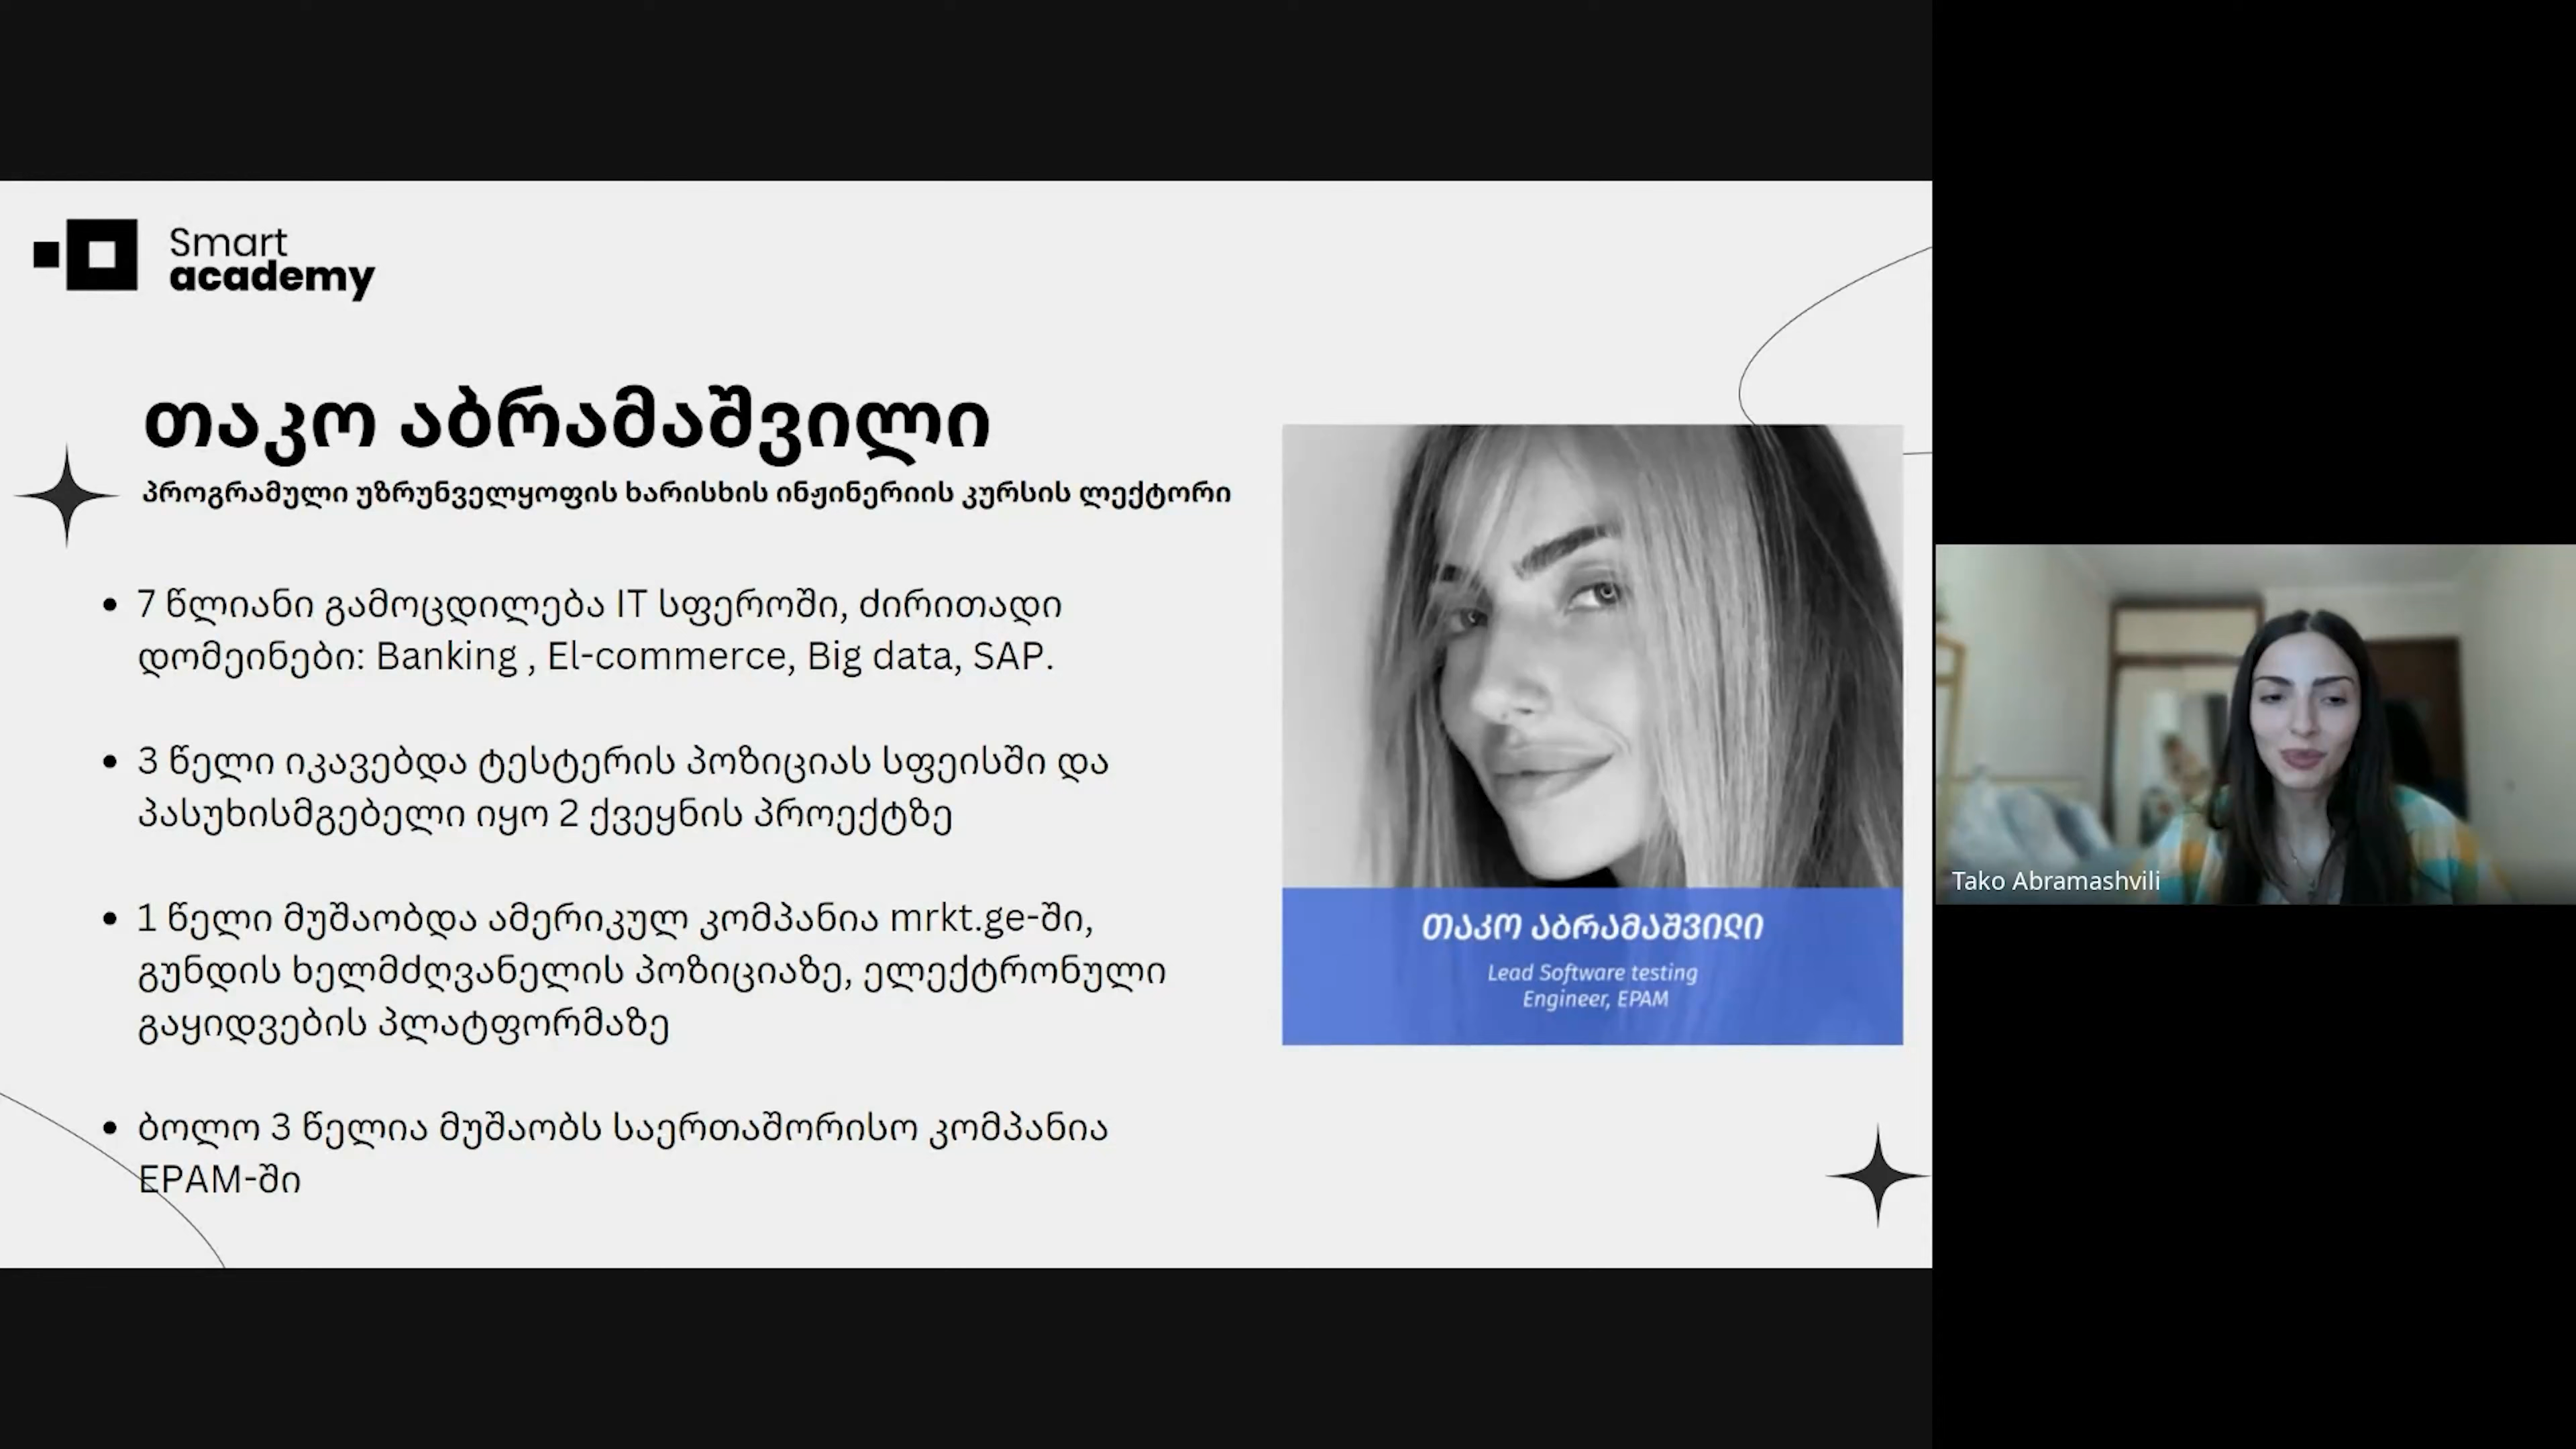 Smart
academy
თაკო აბრამაშვილი
პროგრამული უზრუნველყოფის ხარისხის ინჟინერიის კურსის ლექტორი
• 7 წლიანი გამოცდილება IT სფეროში, ძირითადი
დომეინები: Banking , El-commerce, Big data, SAP.
• 3 წელი იკავებდა ტესტერის პოზიციას სფეისში და
პასუხისმგებელი იყო 2 ქვეყნის პროექტზე
• 1 წელი მუშაობდა ამერიკულ კომპანია mrkt.ge-ში,
გუნდის ხელმძღვანელის პოზიციაზე, ელექტრონული
გაყიდვების პლატფორმაზე
• ბოლო 3 წელია მუშაობს საერთაშორისო კომპანია
EPAM-ში
თაკო აბრამაშვილი
Lead Software testing
Engineer, EPAM
Tako Abramashvili